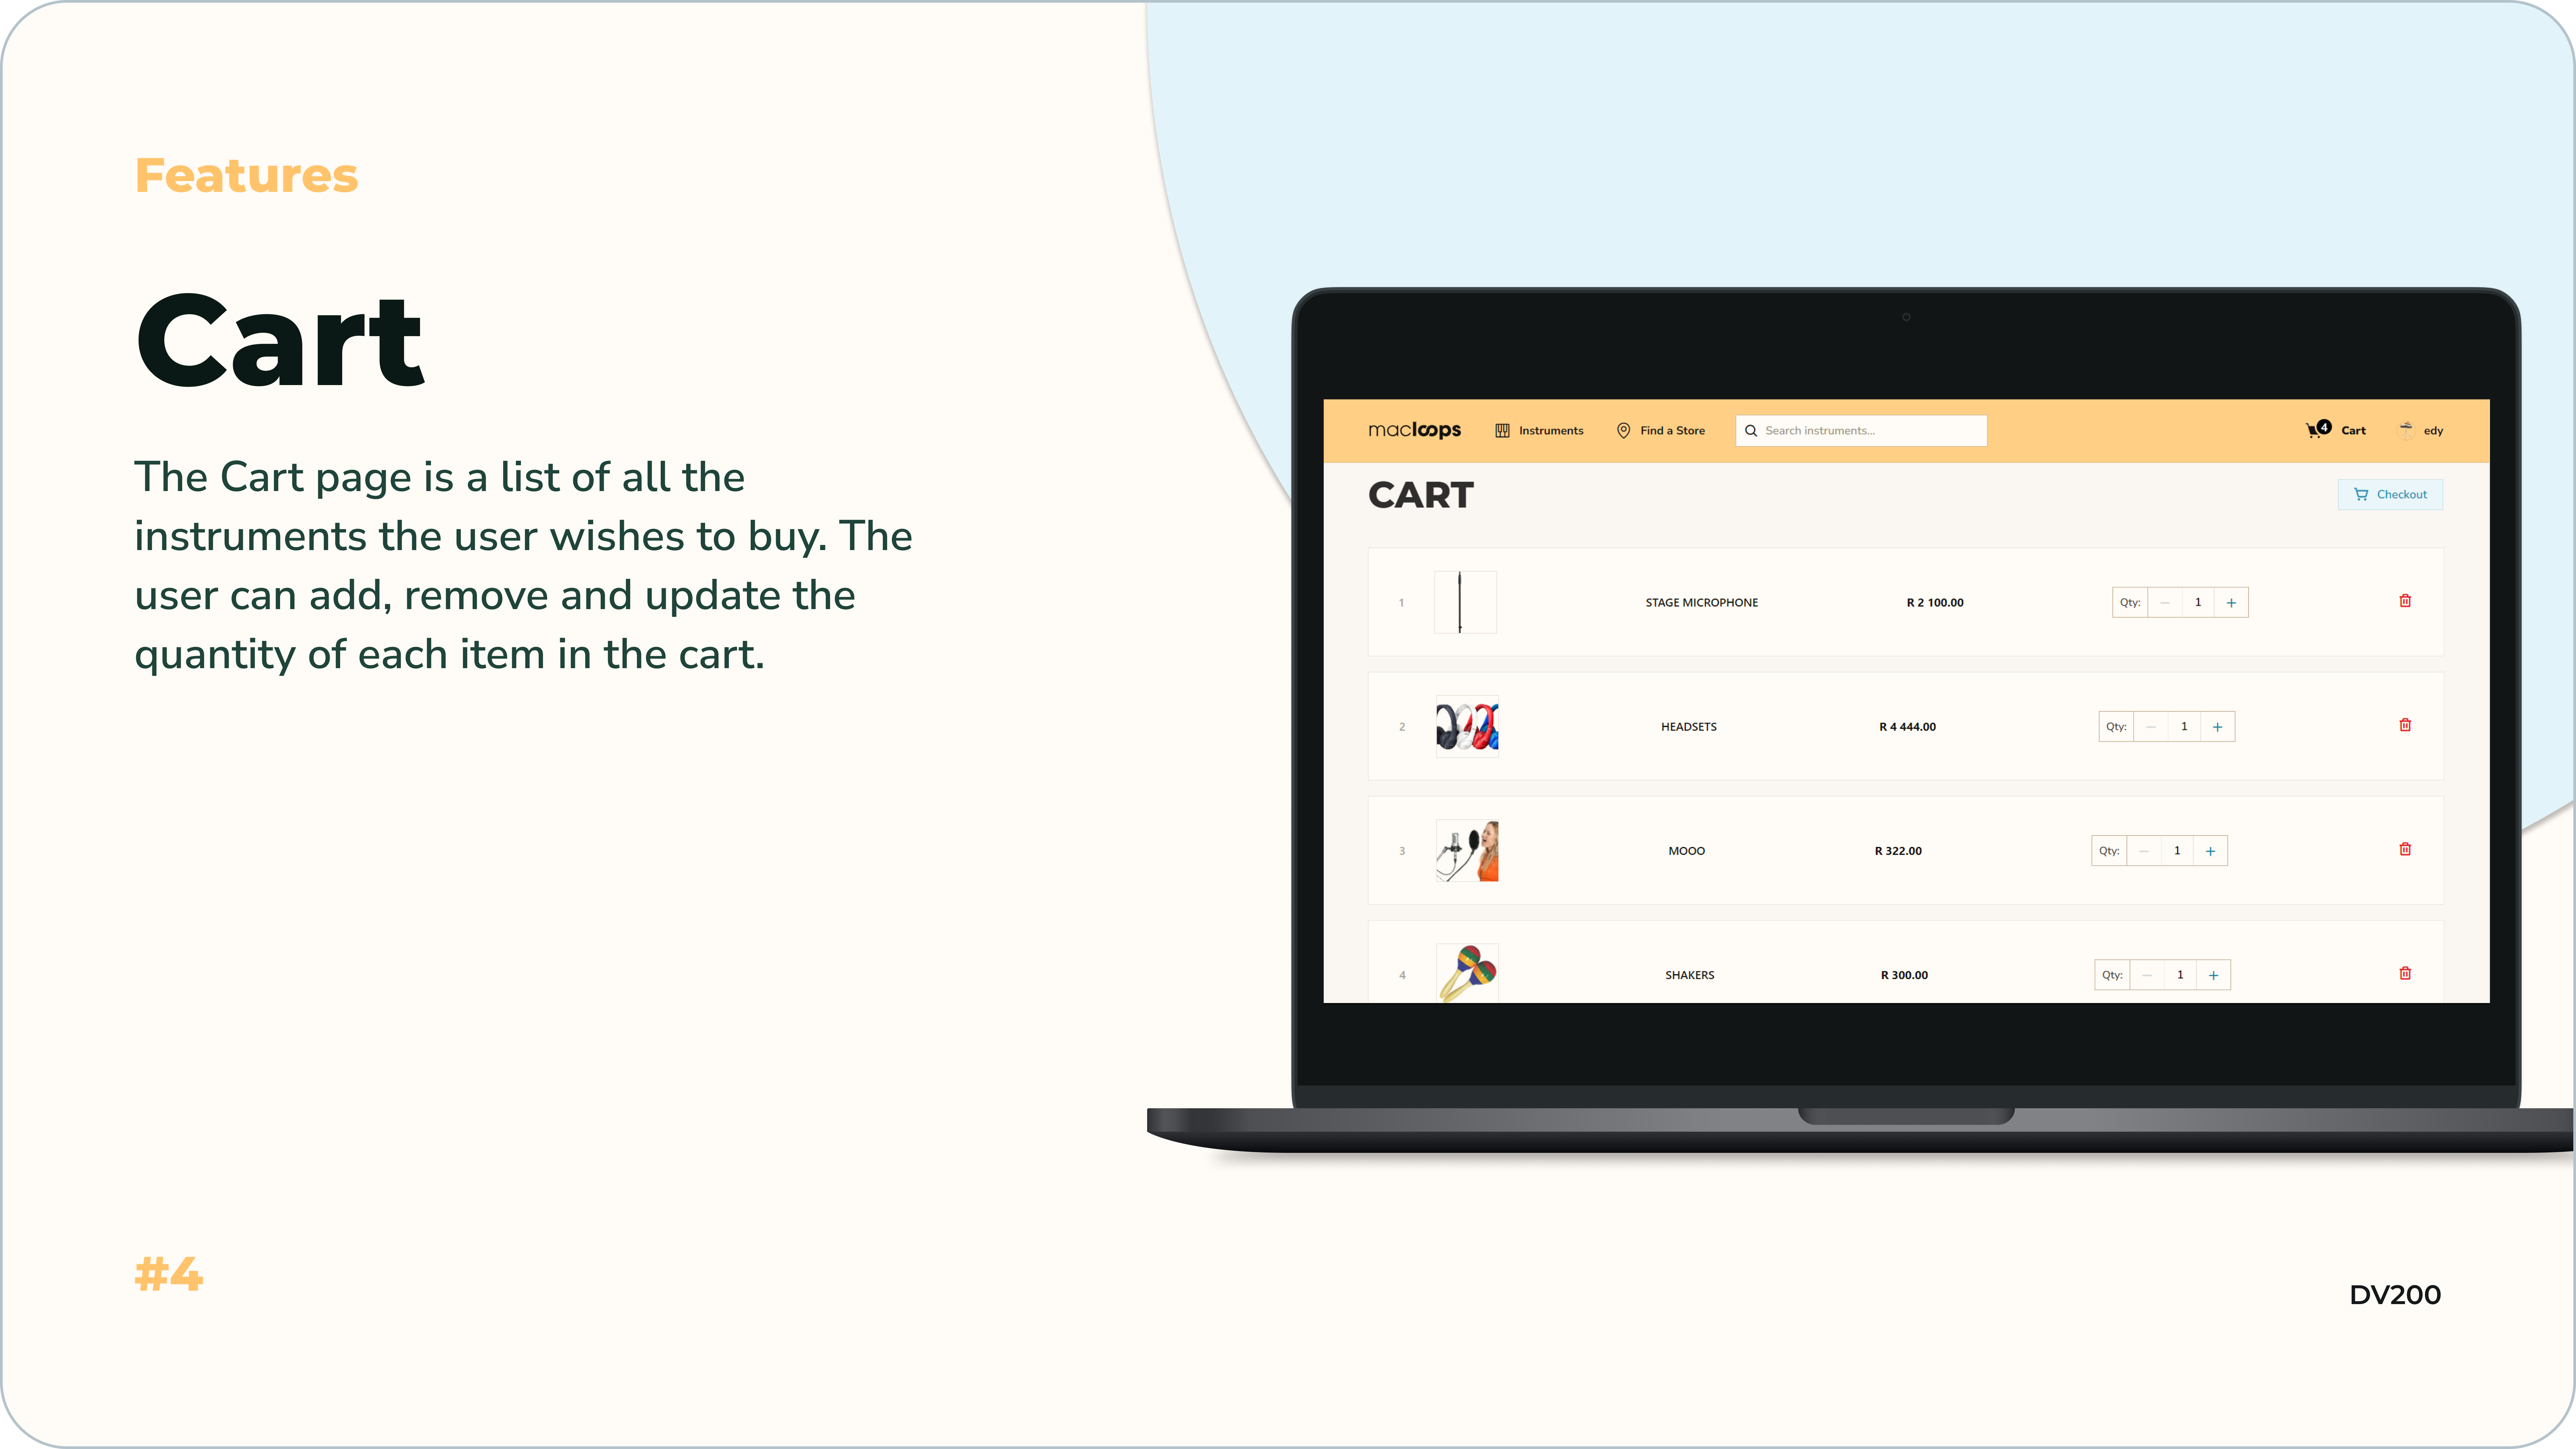 Features
Cart
The Cart page is a list of all the
instruments the user wishes to buy. The
user can add, remove and update the
quantity of each item in the cart.
macloops Instruments Find a Store Search instruments... 4 Cart edy
CART Checkout
1 STAGE MICROPHONE R 2 100.00 Qty: − 1 +
2 HEADSETS R 4 444.00 Qty: − 1 +
3 MOOO R 322.00 Qty: − 1 +
4 SHAKERS R 300.00 Qty: − 1 +
#4
DV200